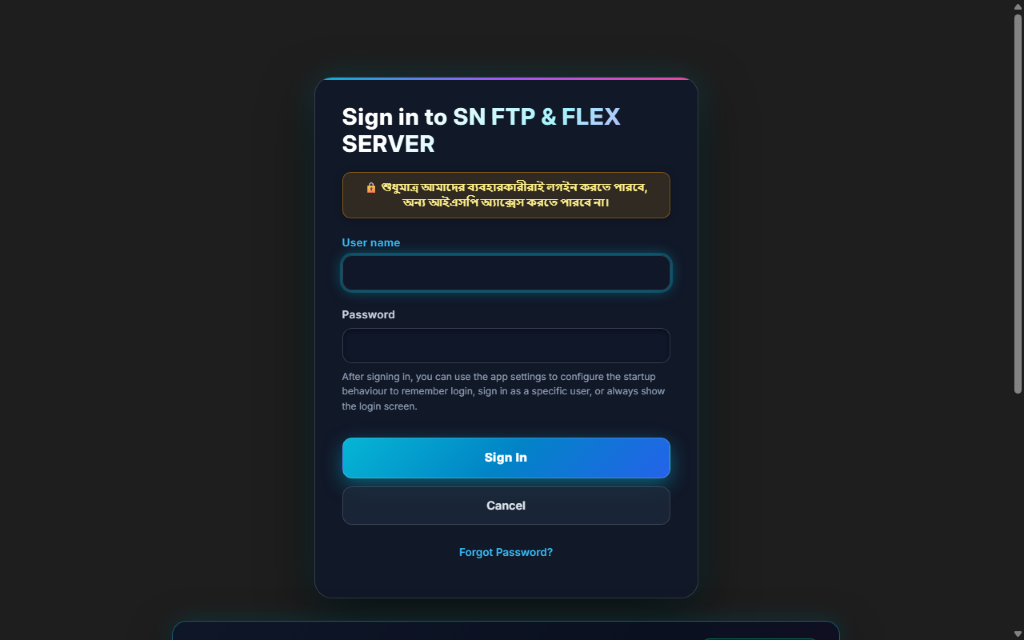 Sign in to SN FTP & FLEX
SERVER
🔒 শুধুমাত্র আমাদের ব্যবহারকারীরাই লগইন করতে পারবে,
অন্য আইএসপি অ্যাক্সেস করতে পারবে না।
User name
Password
After signing in, you can use the app settings to configure the startup
behaviour to remember login, sign in as a specific user, or always show
the login screen.
Sign In
Cancel
Forgot Password?